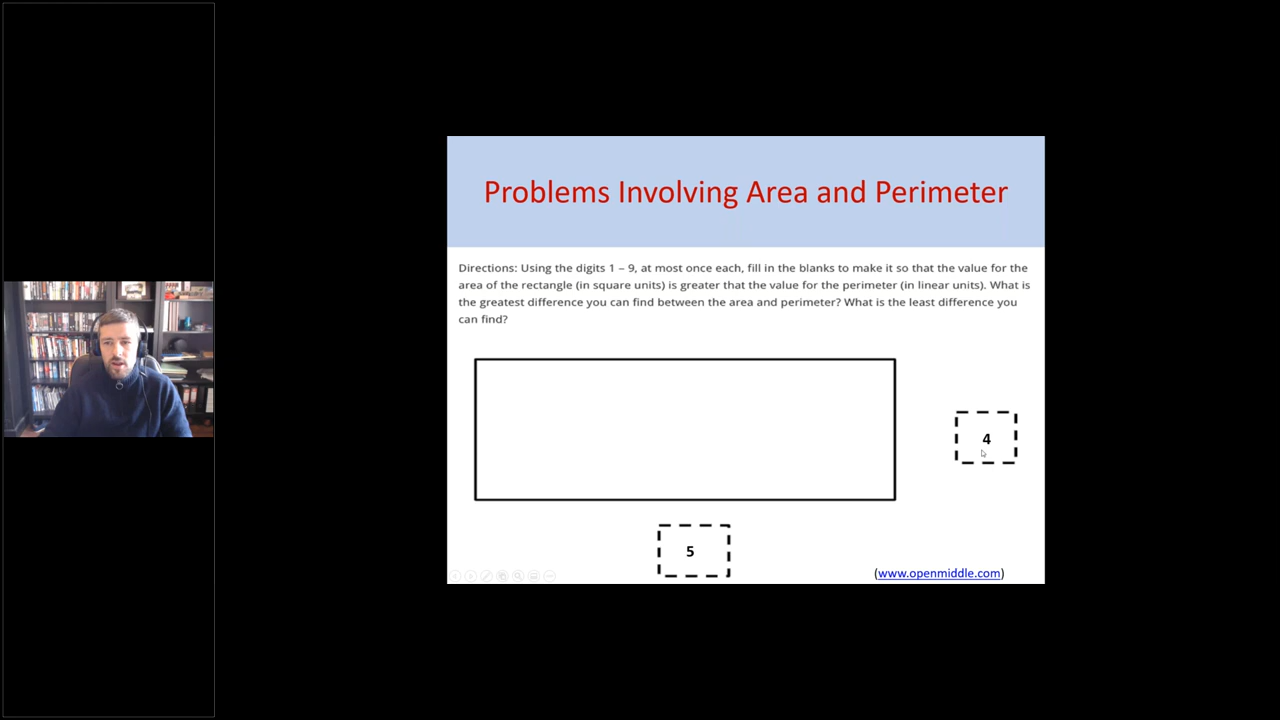 Problems Involving Area and Perimeter
Directions: Using the digits 1 – 9, at most once each, fill in the blanks to make it so that the value for the
area of the rectangle (in square units) is greater that the value for the perimeter (in linear units). What is
the greatest difference you can find between the area and perimeter? What is the least difference you
can find?
4
5
(www.openmiddle.com)